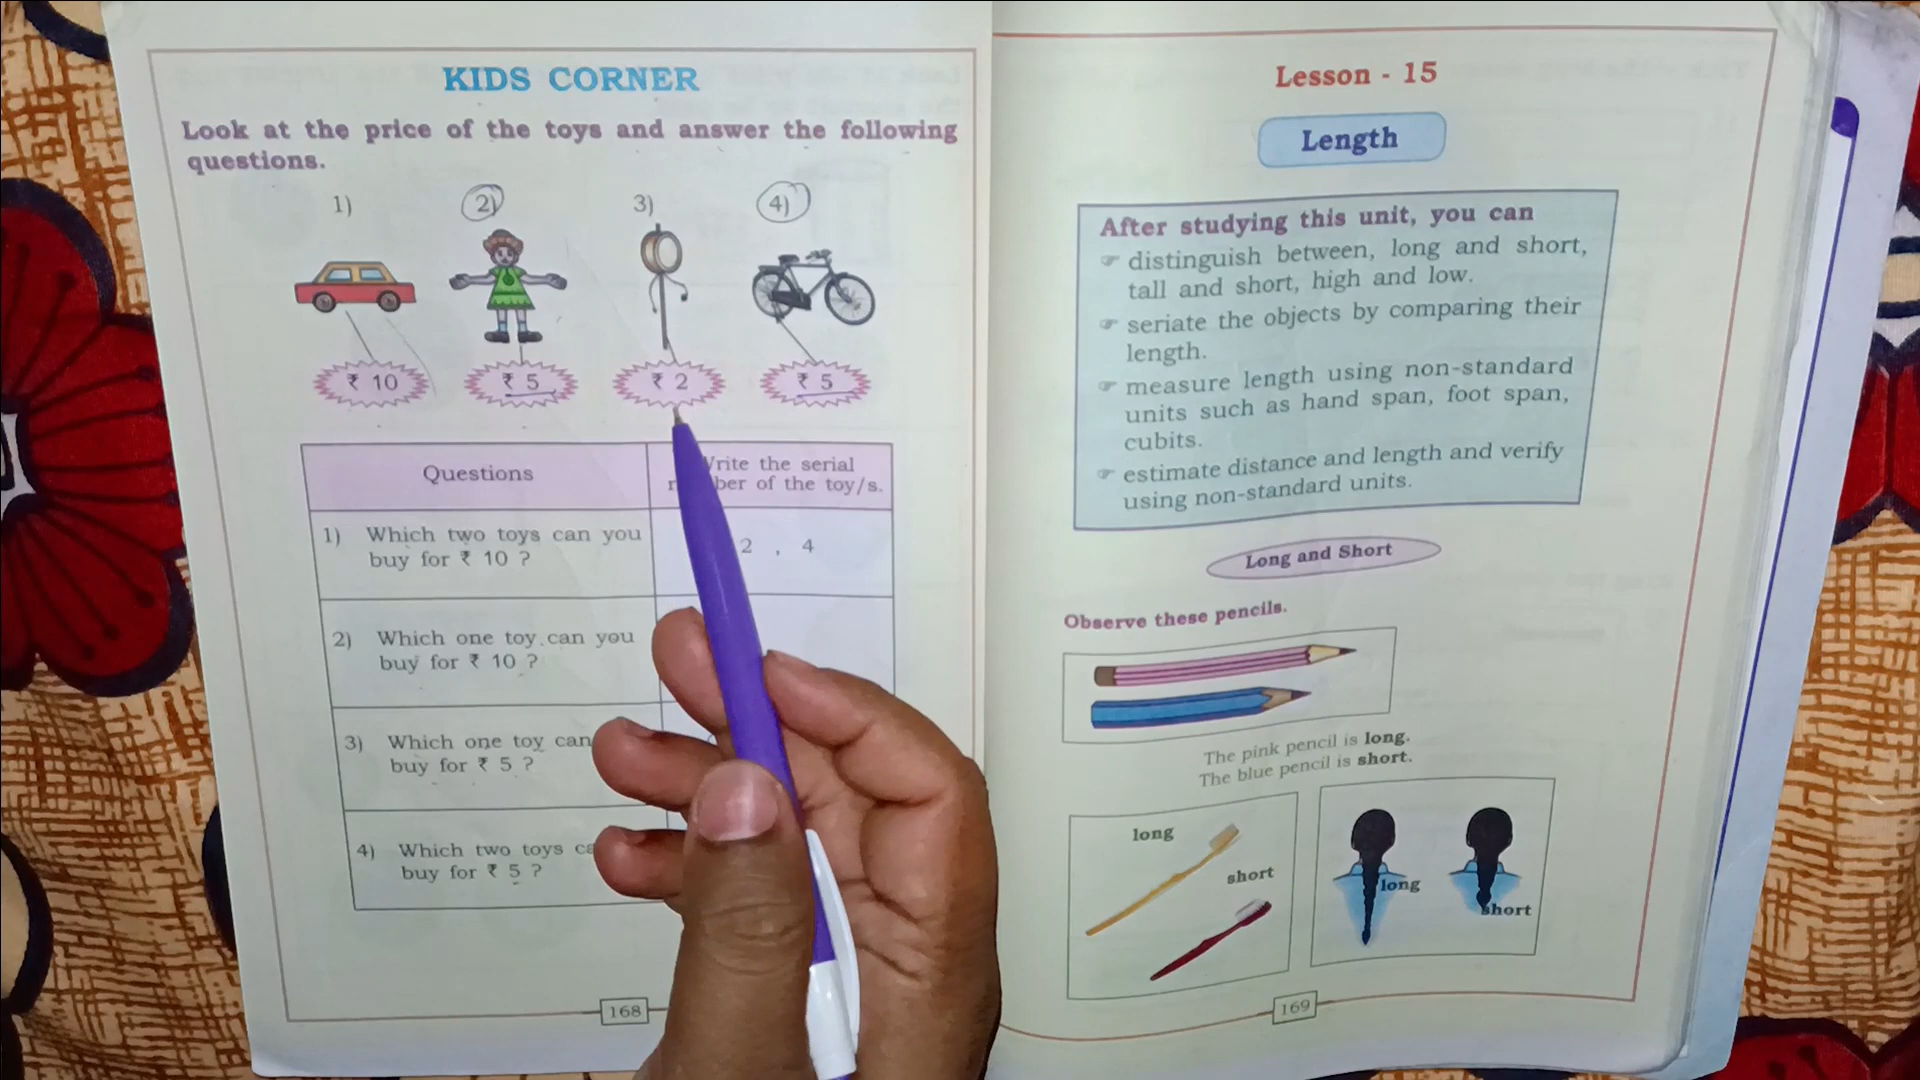 KIDS CORNER
Look at the price of the toys and answer the following
questions.
1) 2) 3) 4)
₹ 10 ₹ 5 ₹ 2 ₹ 5
Questions
Write the serial
of the toy/s.
1) Which two toys can you
buy for ₹ 10 ?
2 , 4
2) Which one toy can you
buy for ₹ 10 ?
3) Which one toy can
buy for ₹ 5 ?
4) Which two toys
buy for ₹ 5 ?
168
Lesson - 15
Length
After studying this unit, you can
☞ distinguish between, long and short,
tall and short, high and low.
☞ seriate the objects by comparing their
length.
☞ measure length using non-standard
units such as hand span, foot span,
cubits.
☞ estimate distance and length and verify
using non-standard units.
Long and Short
Observe these pencils.
The pink pencil is long.
The blue pencil is short.
long
short
long
short
169